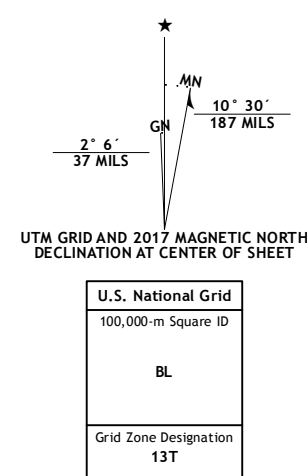 ★
MN
GN
10° 30´
187 MILS
2° 6´
37 MILS
UTM GRID AND 2017 MAGNETIC NORTH
DECLINATION AT CENTER OF SHEET
U.S. National Grid
100,000-m Square ID
BL
Grid Zone Designation
13T